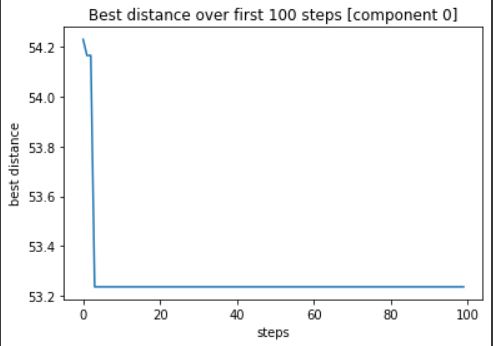 Best distance over first 100 steps [component 0]
54.2
54.0
53.8
53.6
53.4
53.2
best distance
0 20 40 60 80 100
steps